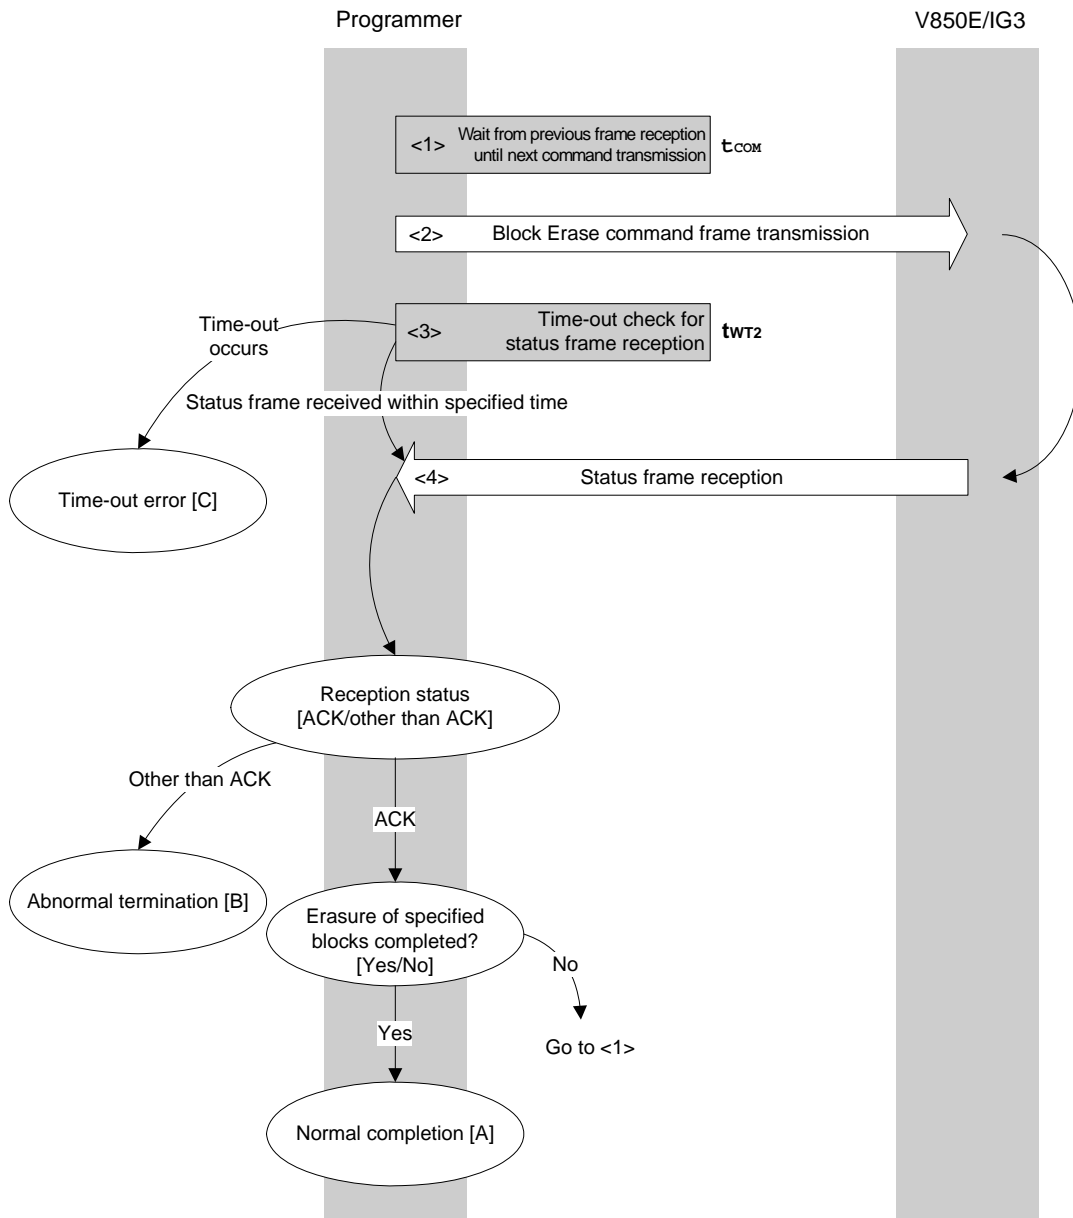 Programmer
V850E/IG3
<1>
Wait from previous frame reception
until next command transmission
tCOM
<2>
Block Erase command frame transmission
<3>
Time-out check for
status frame reception
tWT2
Time-out
occurs
Status frame received within specified time
<4>
Status frame reception
Time-out error [C]
Reception status
[ACK/other than ACK]
Other than ACK
ACK
Abnormal termination [B]
Erasure of specified
blocks completed?
[Yes/No]
No
Yes
Go to <1>
Normal completion [A]